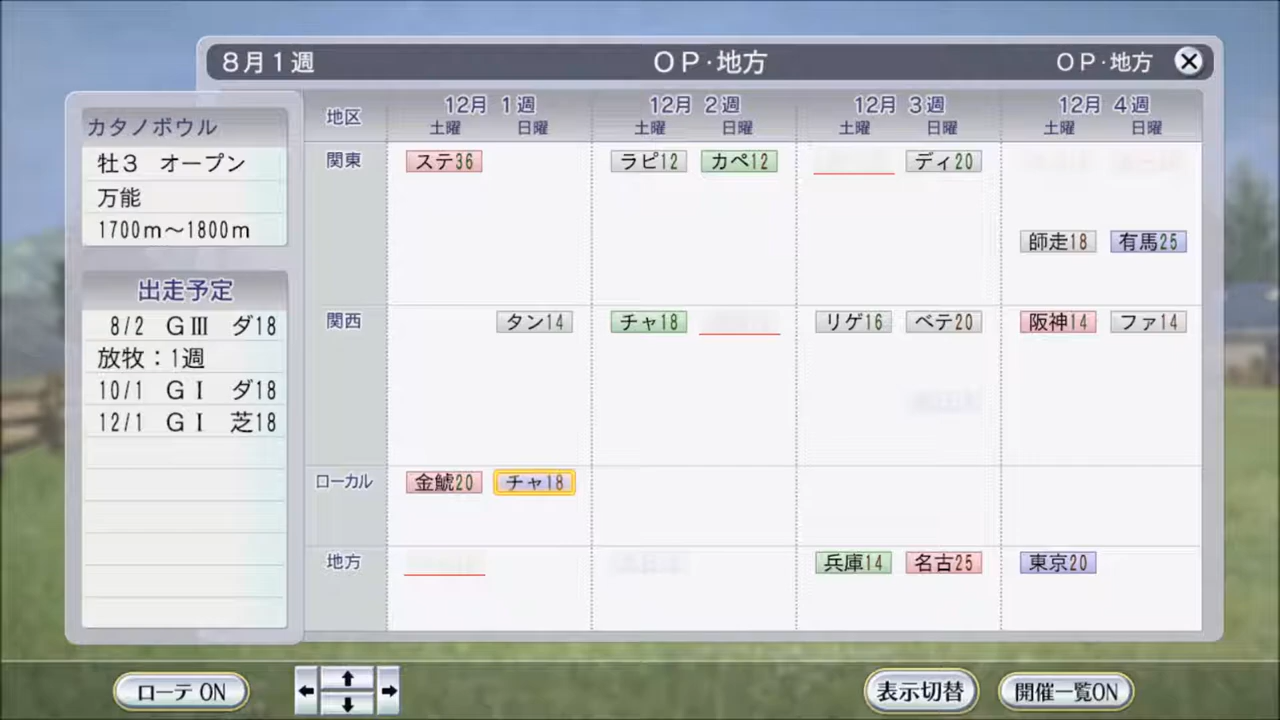 8月1週 OP·地方 OP·地方
カタノボウル
牡3 オープン
万能
1700m～1800m
出走予定
8/2 GⅢ ダ18
放牧：1週
10/1 GⅠ ダ18
12/1 GⅠ 芝18
地区 12月 1週 12月 2週 12月 3週 12月 4週
土曜 日曜 土曜 日曜 土曜 日曜 土曜 日曜
関東 ステ36 ラピ12 カペ12 ディ20
師走18 有馬25
関西 タン14 チャ18 リゲ16 ベテ20 阪神14 ファ14
ローカル 金鯱20 チャ18
地方 兵庫14 名古25 東京20
ローテ ON 表示切替 開催一覧ON